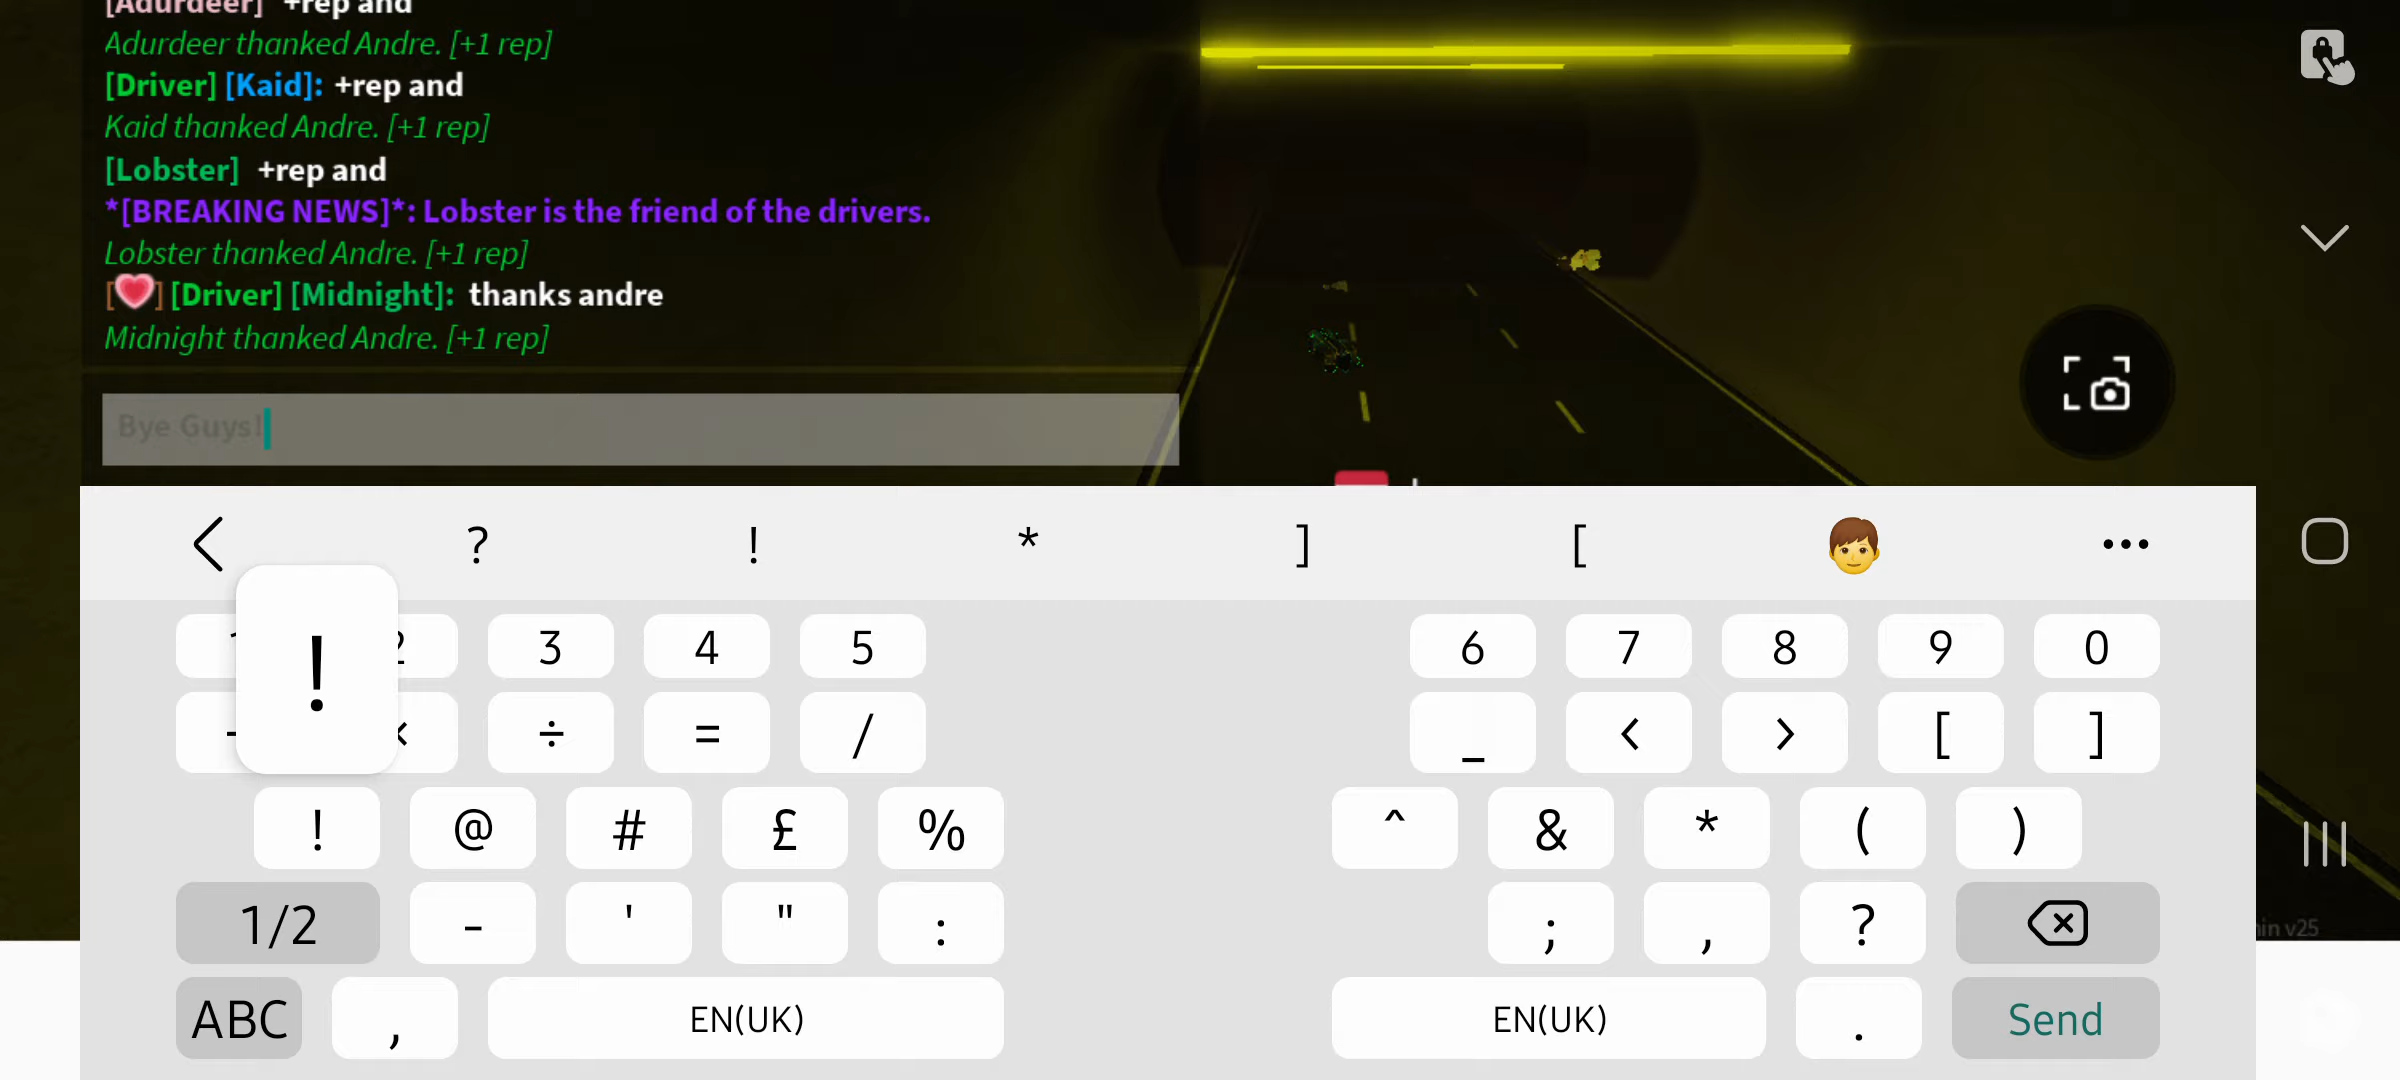 [Adurdeer] +rep and
Adurdeer thanked Andre. [+1 rep]
[Driver] [Kaid]: +rep and
Kaid thanked Andre. [+1 rep]
[Lobster] +rep and
*[BREAKING NEWS]*: Lobster is the friend of the drivers.
Lobster thanked Andre. [+1 rep]
[❤] [Driver] [Midnight]: thanks andre
Midnight thanked Andre. [+1 rep]
Bye Guys!
? ! * ] [
!
2 3 4 5 6 7 8 9 0
÷ = / _ < > [ ]
! @ # £ % ^ & * ( )
1/2 - ' " : ; , ?
v25
ABC , EN(UK) EN(UK) . Send